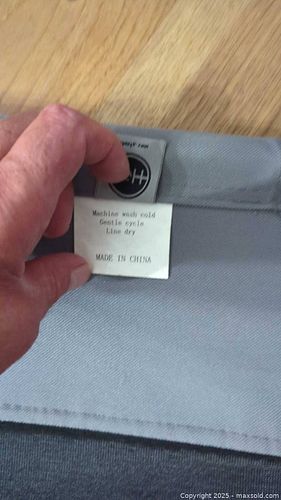 Machine wash cold
Gentle cycle
Line dry
MADE IN CHINA
Copyright 2025 - maxsold.com